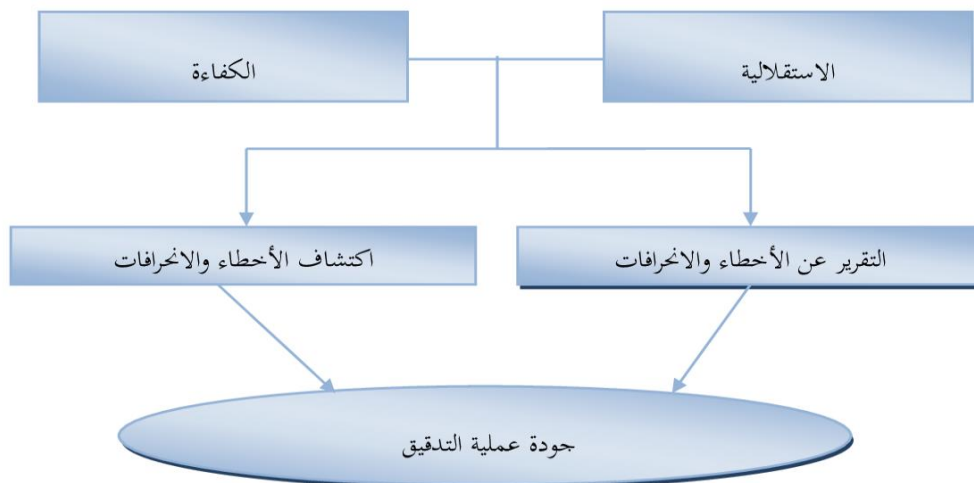 الاستقلالية
الكفاءة
التقرير عن الأخطاء والانحرافات
اكتشاف الأخطاء والانحرافات
جودة عملية التدقيق